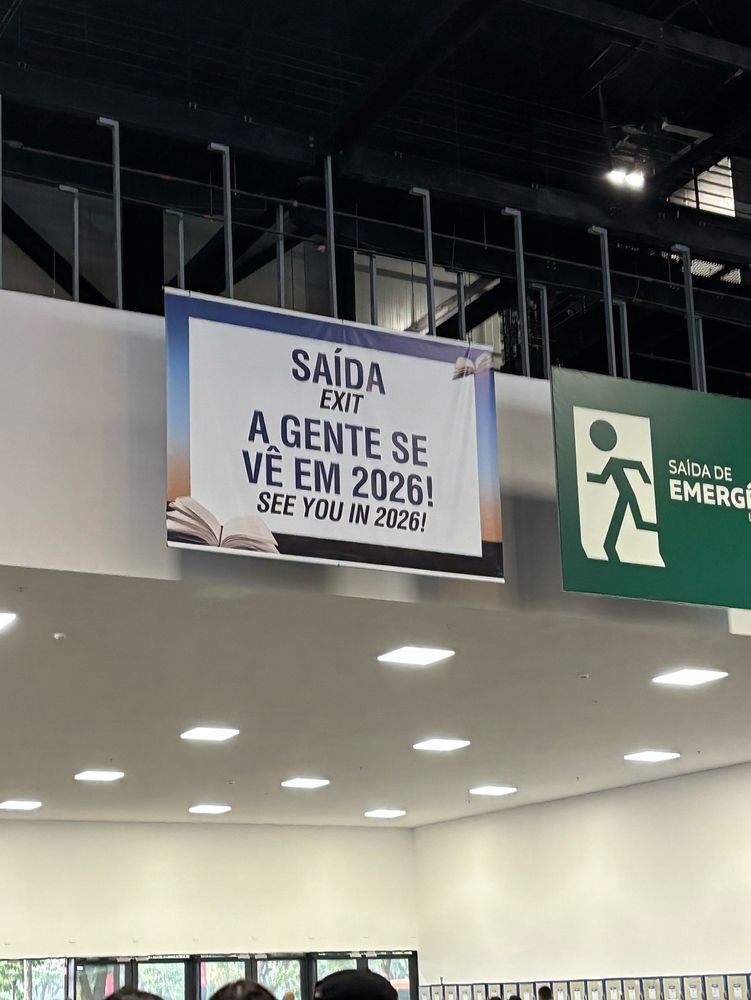 SAÍDA
EXIT
A GENTE SE
VÊ EM 2026!
SEE YOU IN 2026!
SAÍDA DE